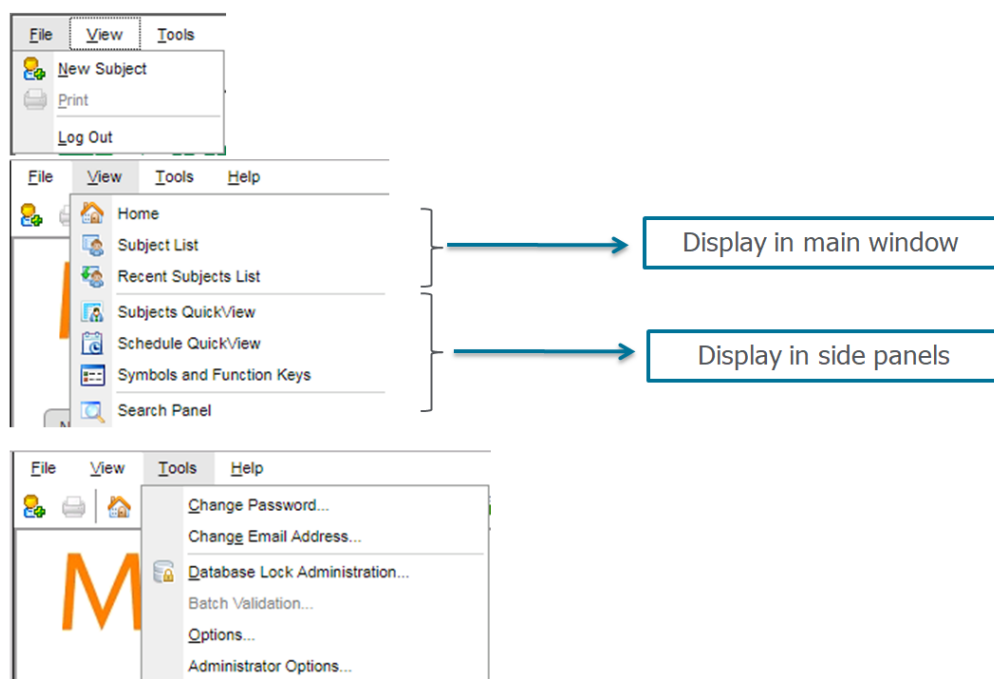 File View Tools
New Subject
Print
Log Out
File View Tools Help
Home
Subject List
Recent Subjects List
Display in main window
Subjects QuickView
Schedule QuickView
Display in side panels
Symbols and Function Keys
Search Panel
File View Tools Help
Change Password...
Change Email Address...
M
Database Lock Administration...
Batch Validation...
Options...
Administrator Options...